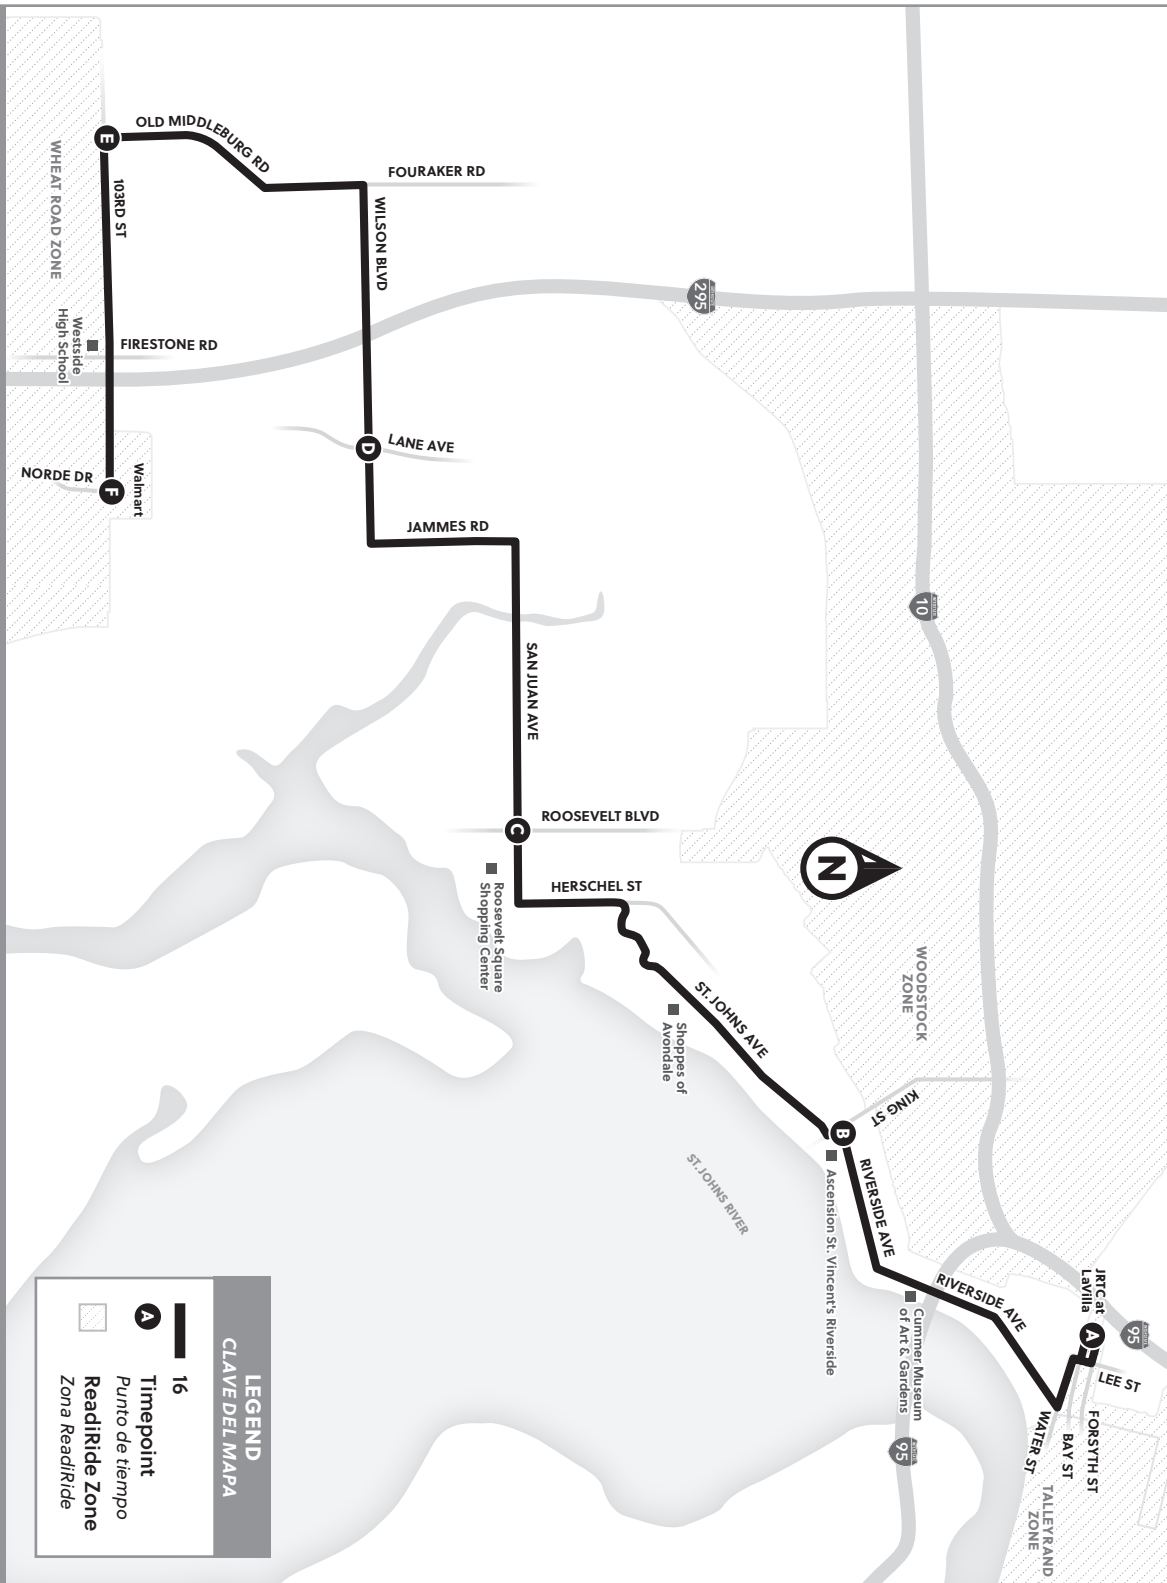 OLD MIDDLEBURG RD
E
103RD ST
WHEAT ROAD ZONE
FOURAKER RD
WILSON BLVD
295
Westside
High School
FIRESTONE RD
LANE AVE
D
NORDE DR
F
Walmart
JAMMES RD
10
SAN JUAN AVE
ROOSEVELT BLVD
C
Roosevelt Square
Shopping Center
HERSCHEL ST
N
WOODSTOCK
ZONE
ST. JOHNS AVE
Shoppes of
Avondale
KING ST
B
Ascension St. Vincent's Riverside
ST. JOHNS RIVER
RIVERSIDE AVE
RIVERSIDE AVE
Cummer Museum
of Art & Gardens
JRTC at
LaVilla
A
95
LEE ST
FORSYTH ST
BAY ST
WATER ST
95
TALLEYRAND
ZONE
LEGEND
CLAVE DEL MAPA
16
A
Timepoint
Punto de tiempo
ReadiRide Zone
Zona ReadiRide